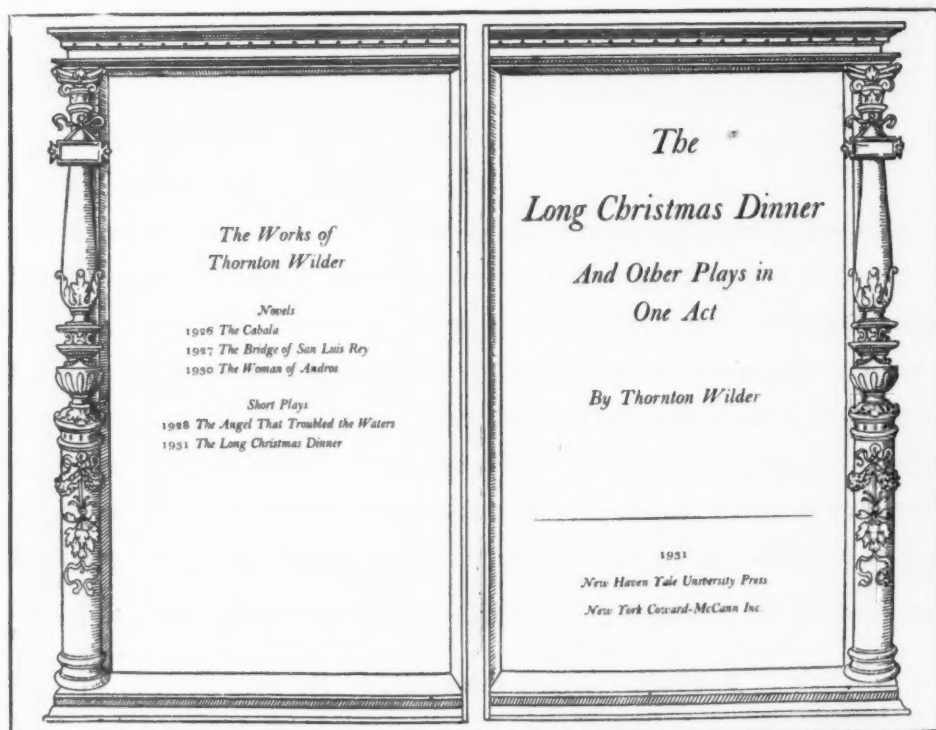 The Works of
Thornton Wilder
Novels
1926 The Cabala
1927 The Bridge of San Luis Rey
1930 The Woman of Andros
Short Plays
1928 The Angel That Troubled the Waters
1931 The Long Christmas Dinner
The
Long Christmas Dinner
And Other Plays in
One Act
By Thornton Wilder
1931
New Haven Yale University Press
New York Coward-McCann Inc.